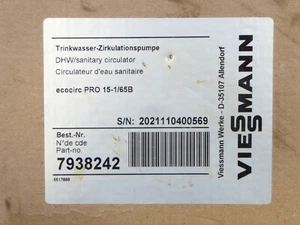 Trinkwasser-Zirkulationspumpe
DHW/sanitary circulator
Circulateur d'eau sanitaire
ecocirc PRO 15-1/65B
S/N: 2021110400569
Best.-Nr.
N°de cde
Part-no.
7938242
VIESMANN
Viessmann Werke - D-35107 Allendorf